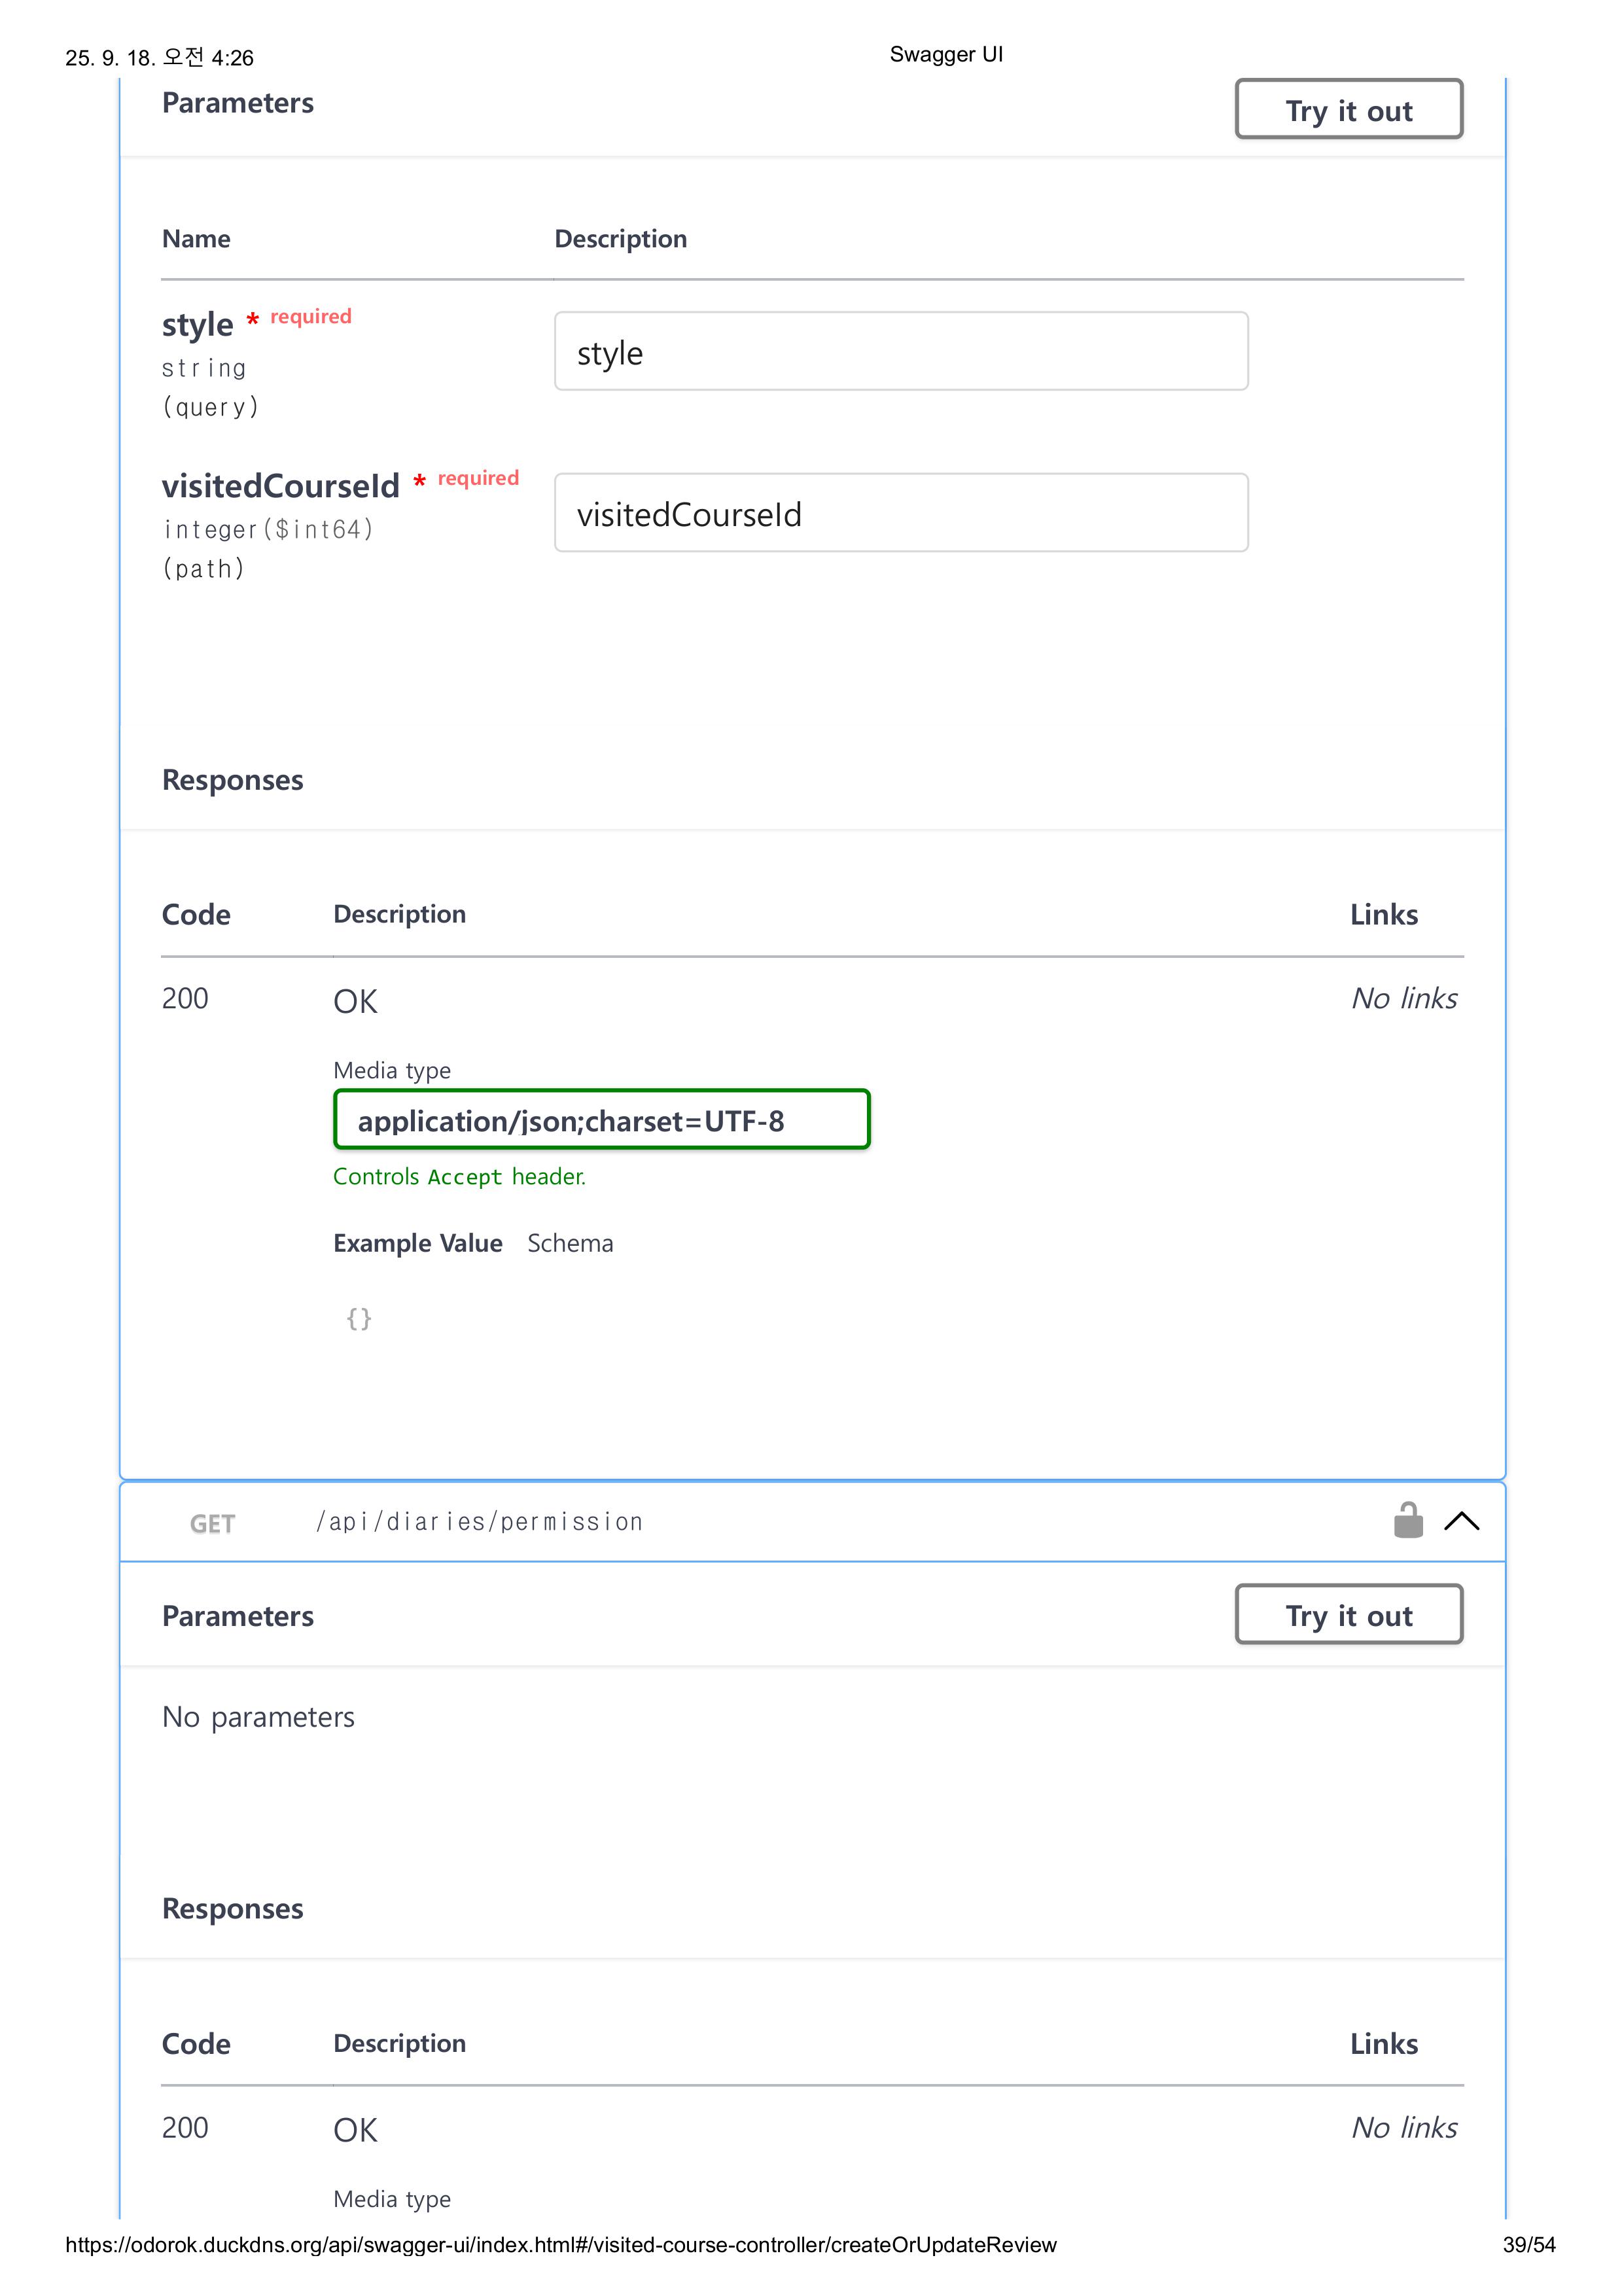 25. 9. 18. 오전 4:26
Swagger UI
Parameters
Try it out
Name
Description
style * required
style
string
(query)
visitedCourseId * required
visitedCourseId
integer($int64)
(path)
Responses
Code
Description
Links
200
OK
No links
Media type
application/json;charset=UTF-8
Controls Accept header.
Example Value Schema
{}
GET /api/diaries/permission
Parameters
Try it out
No parameters
Responses
Code
Description
Links
200
OK
No links
Media type
https://odorok.duckdns.org/api/swagger-ui/index.html#/visited-course-controller/createOrUpdateReview
39/54